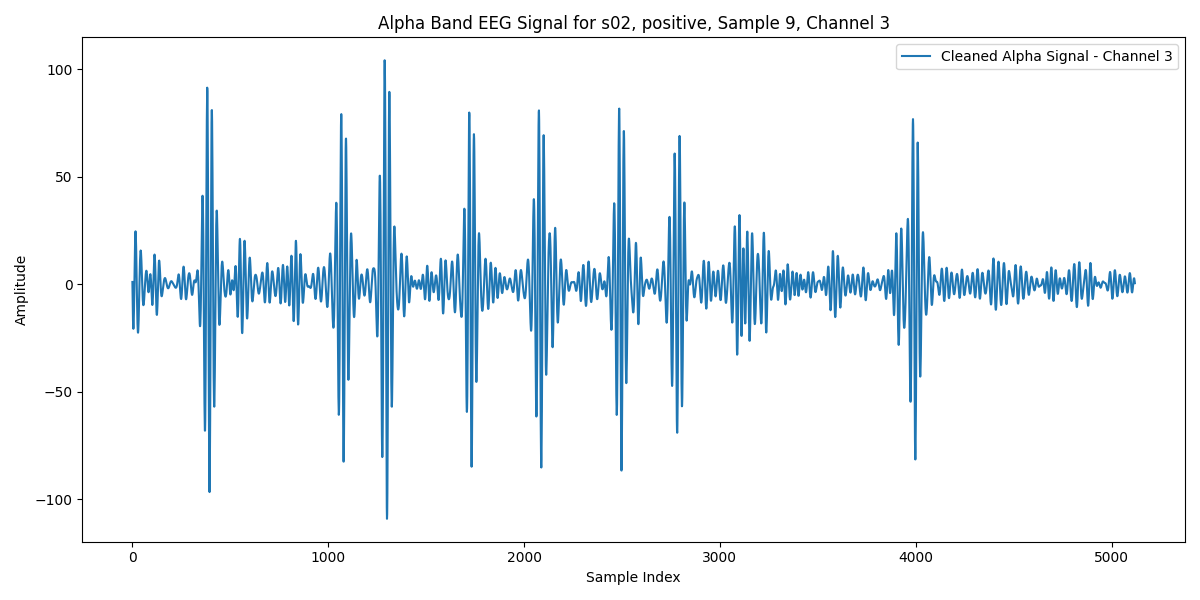 Alpha Band EEG Signal for s02, positive, Sample 9, Channel 3
Cleaned Alpha Signal - Channel 3
Amplitude
100
50
0
−50
−100
0 1000 2000 3000 4000 5000
Sample Index